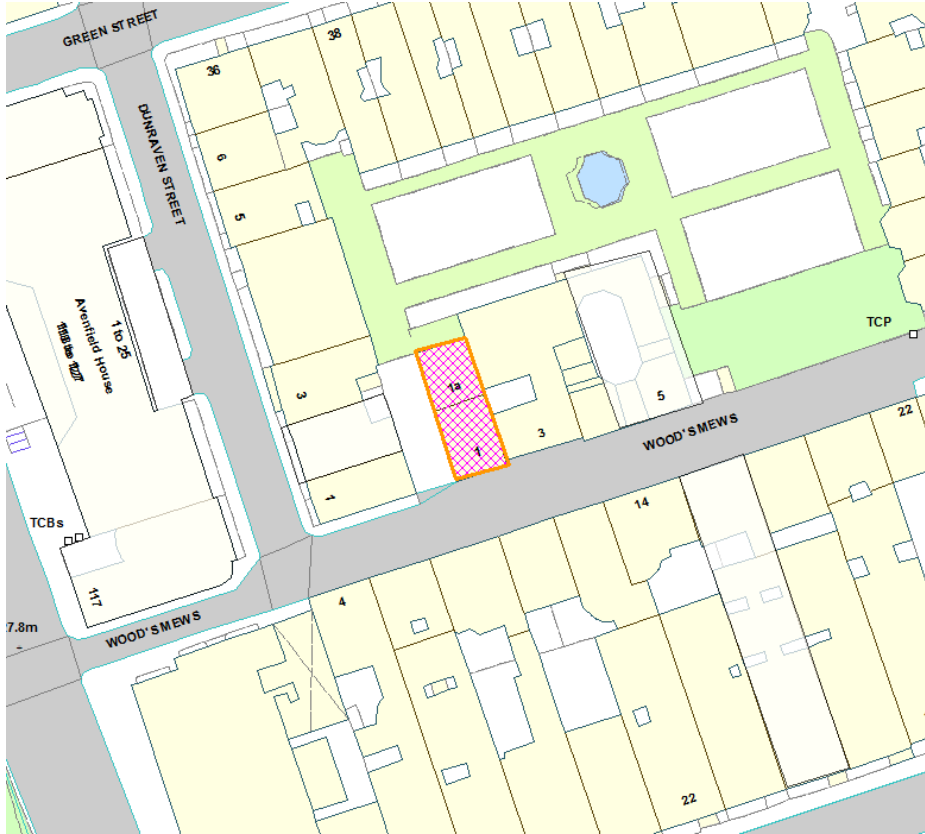 GREEN STREET
36
38
DUNRAVEN STREET
6
5
Avenfield House
1 to 25
3
1
1a
1
3
5
TCP
WOOD'S MEWS
22
14
TCBs
117
WOOD'S MEWS
4
27.8m
22